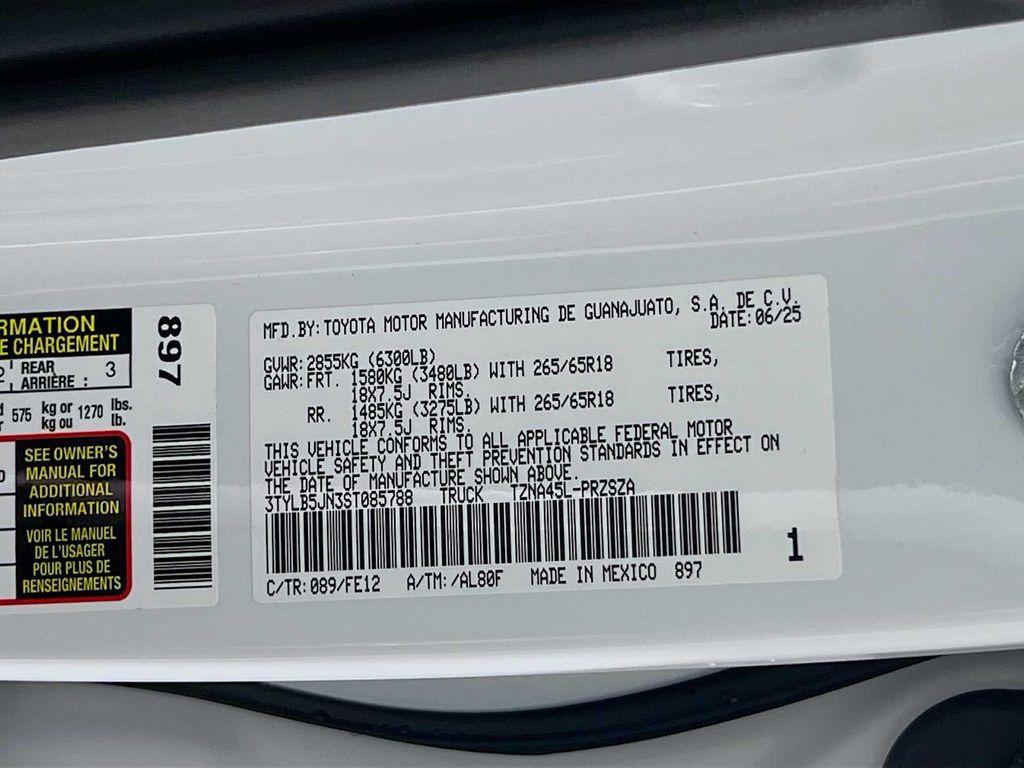 RMATION
E CHARGEMENT
2 REAR
ARRIÈRE : 3
575 kg or
kg ou 1270 lbs.
lb.
SEE OWNER'S
MANUAL FOR
ADDITIONAL
INFORMATION
VOIR LE MANUEL
DE L'USAGER
POUR PLUS DE
RENSEIGNEMENTS
897
MFD.BY:TOYOTA MOTOR MANUFACTURING DE GUANAJUATO, S.A. DE C.V.
DATE:06/25
GVWR:2855KG (6300LB)
GAWR:FRT. 1580KG (3480LB) WITH 265/65R18 TIRES,
18X7.5J RIMS.
RR. 1485KG (3275LB) WITH 265/65R18 TIRES,
18X7.5J RIMS.
THIS VEHICLE CONFORMS TO ALL APPLICABLE FEDERAL MOTOR
VEHICLE SAFETY AND THEFT PREVENTION STANDARDS IN EFFECT ON
THE DATE OF MANUFACTURE SHOWN ABOVE.
3TYLB5JN3ST085788 TRUCK TZNA45L-PRZSZA
1
C/TR:089/FE12 A/TM:/AL80F MADE IN MEXICO 897